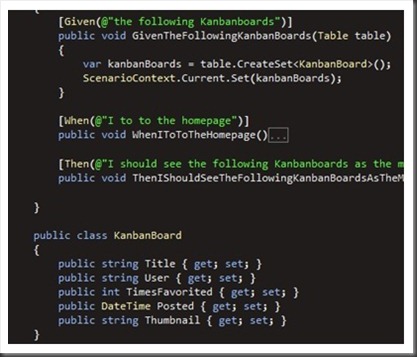 [Given(@"the following Kanbanboards")]
public void GivenTheFollowingKanbanBoards(Table table)
{
var kanbanBoards = table.CreateSet<KanbanBoard>();
ScenarioContext.Current.Set(kanbanBoards);
}
[When(@"I to to the homepage")]
public void WhenIToToTheHomepage()...
[Then(@"I should see the following Kanbanboards as the m
public void ThenIShouldSeeTheFollowingKanbanBoardsAsTheM
}
public class KanbanBoard
{
public string Title { get; set; }
public string User { get; set; }
public int TimesFavorited { get; set; }
public DateTime Posted { get; set; }
public string Thumbnail { get; set; }
}